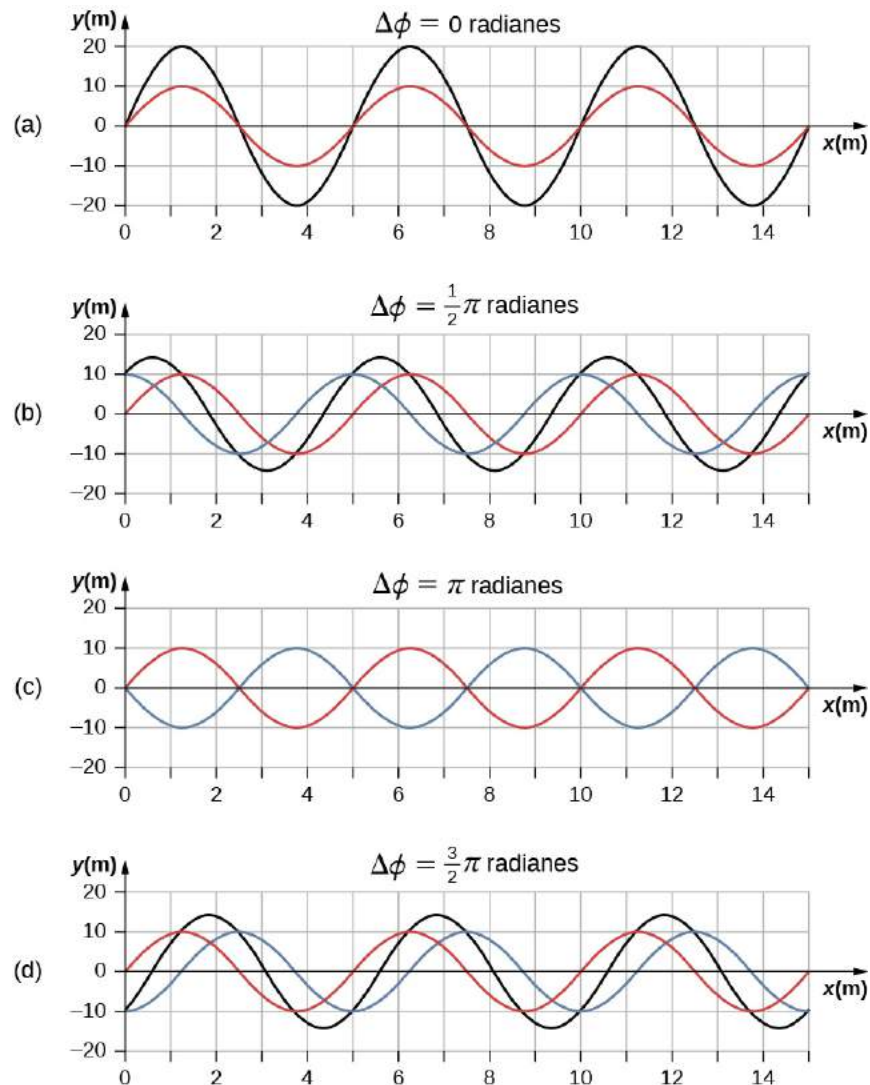 y(m)
Δϕ = 0 radianes
20
10
(a)
0
x(m)
−10
−20
0 2 4 6 8 10 12 14
y(m)
Δϕ = 1/2 π radianes
20
10
(b)
0
x(m)
−10
−20
0 2 4 6 8 10 12 14
y(m)
Δϕ = π radianes
20
10
(c)
0
x(m)
−10
−20
0 2 4 6 8 10 12 14
y(m)
Δϕ = 3/2 π radianes
20
10
(d)
0
x(m)
−10
−20
0 2 4 6 8 10 12 14